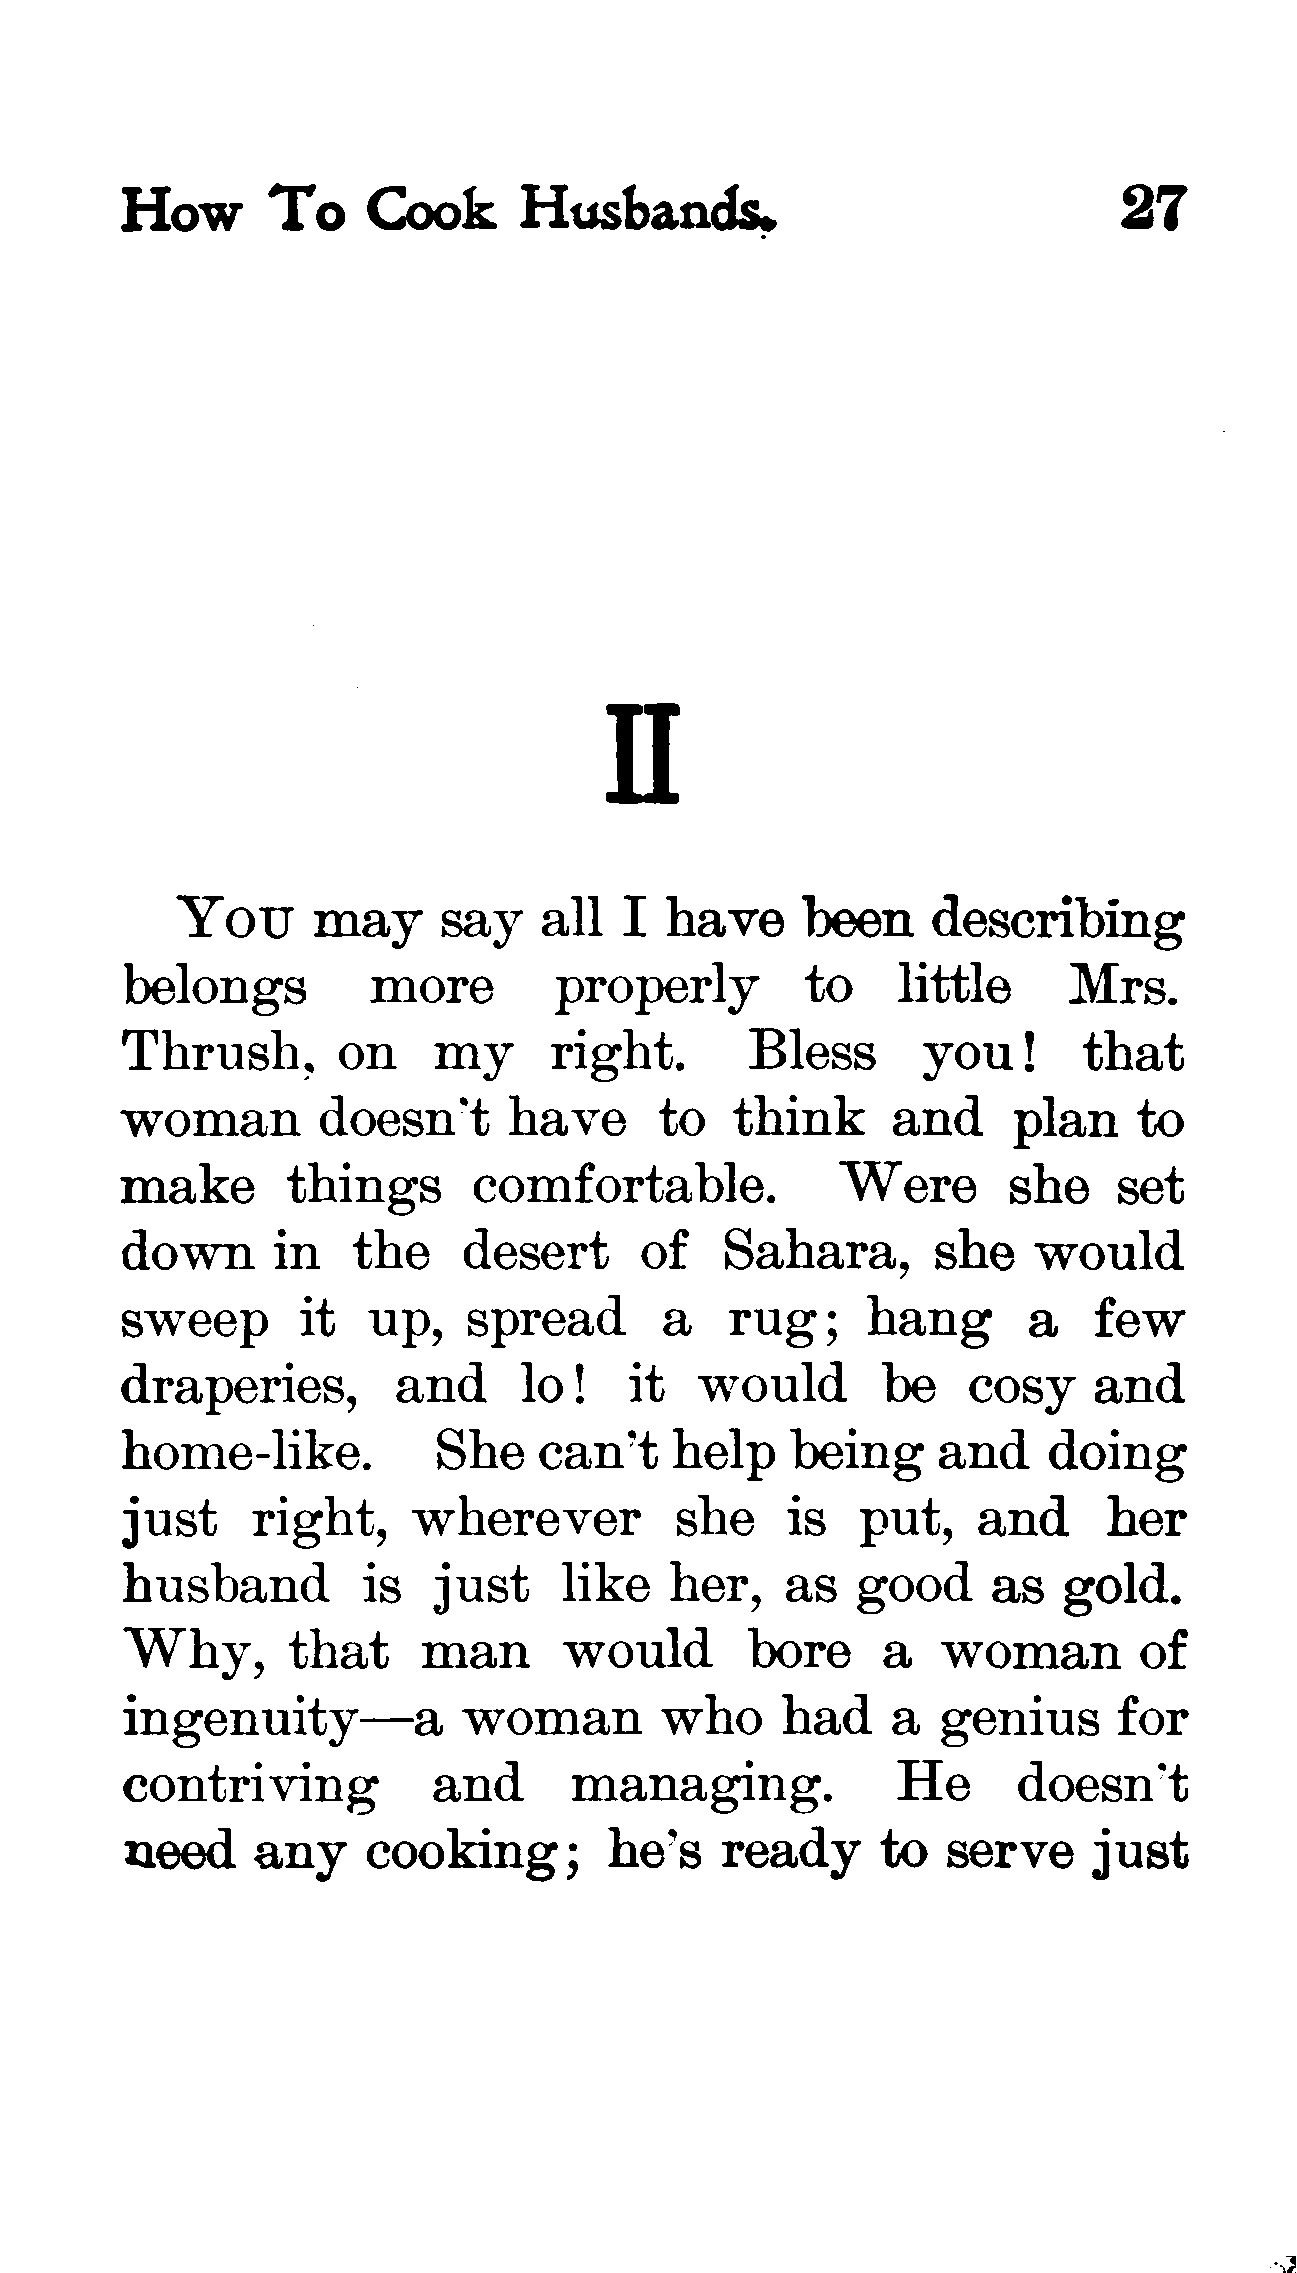 How To Cook Husbands. 27
II
You may say all I have been describing
belongs more properly to little Mrs.
Thrush, on my right. Bless you! that
woman doesn't have to think and plan to
make things comfortable. Were she set
down in the desert of Sahara, she would
sweep it up, spread a rug; hang a few
draperies, and lo! it would be cosy and
home-like. She can't help being and doing
just right, wherever she is put, and her
husband is just like her, as good as gold.
Why, that man would bore a woman of
ingenuity—a woman who had a genius for
contriving and managing. He doesn't
need any cooking; he's ready to serve just